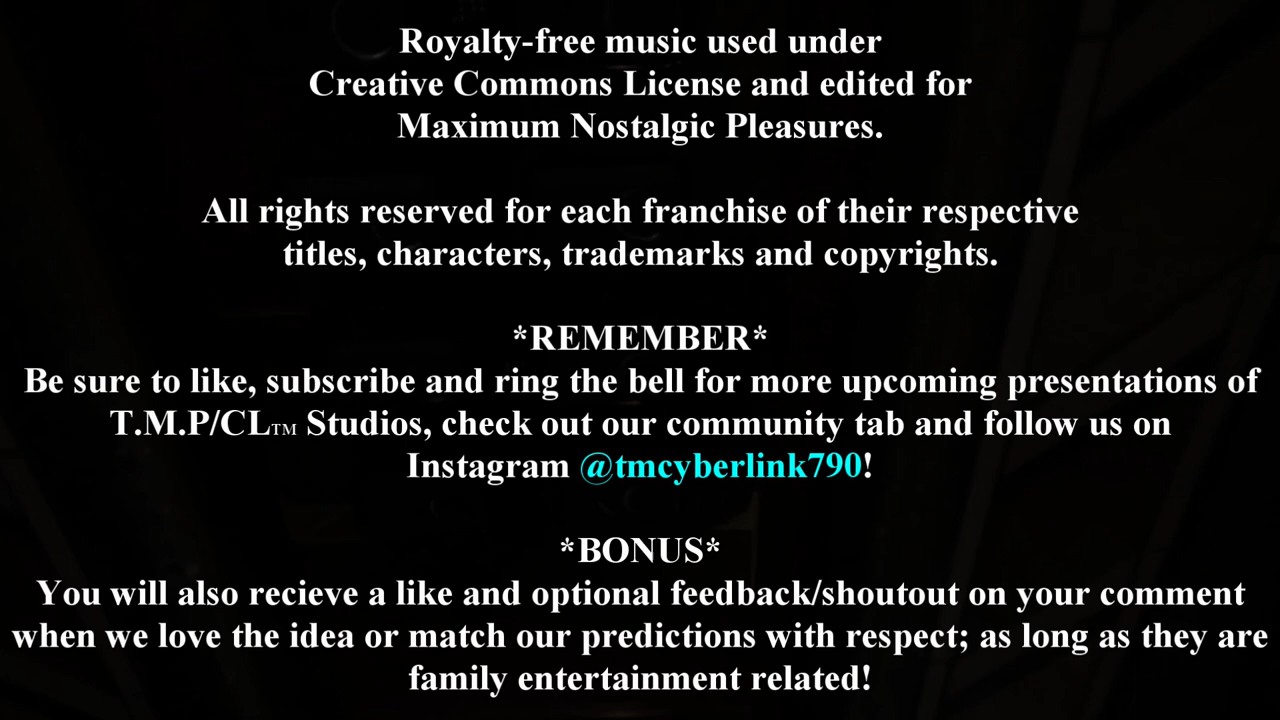 Royalty-free music used under
Creative Commons License and edited for
Maximum Nostalgic Pleasures.
All rights reserved for each franchise of their respective
titles, characters, trademarks and copyrights.
*REMEMBER*
Be sure to like, subscribe and ring the bell for more upcoming presentations of
T.M.P/CL™ Studios, check out our community tab and follow us on
Instagram @tmcyberlink790!
*BONUS*
You will also recieve a like and optional feedback/shoutout on your comment
when we love the idea or match our predictions with respect; as long as they are
family entertainment related!